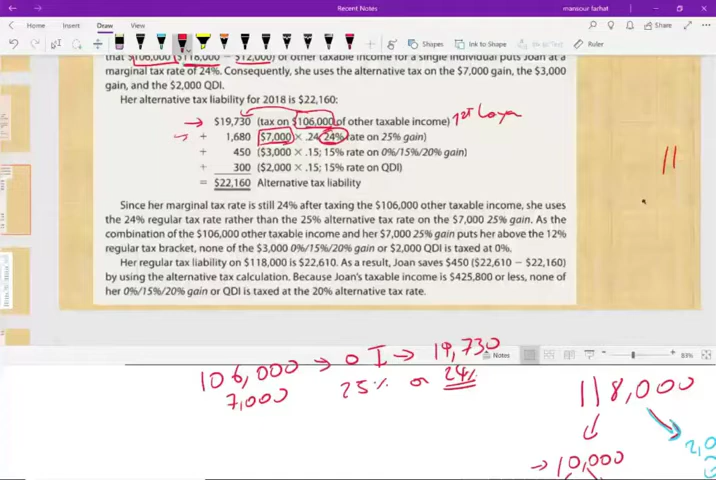 Recent Notes
mansour farhat
Home Insert Draw Share
Shapes Ink to Shape Ruler
that $106,000 ($118,000 − $12,000) of other taxable income for a single individual puts Joan at a
marginal tax rate of 24%. Consequently, she uses the alternative tax on the $7,000 gain, the $3,000
gain, and the $2,000 QDI.
Her alternative tax liability for 2018 is $22,160:
→ $19,730 (tax on $106,000 of other taxable income) 1st Layer
→ + 1,680 ($7,000 × .24; 24% rate on 25% gain)
+ 450 ($3,000 × .15; 15% rate on 0%/15%/20% gain)
+ 300 ($2,000 × .15; 15% rate on QDI)
= $22,160 Alternative tax liability
11
Since her marginal tax rate is still 24% after taxing the $106,000 other taxable income, she uses
the 24% regular tax rate rather than the 25% alternative tax rate on the $7,000 25% gain. As the
combination of the $106,000 other taxable income and her $7,000 25% gain puts her above the 12%
regular tax bracket, none of the $3,000 0%/15%/20% gain or $2,000 QDI is taxed at 0%.
Her regular tax liability on $118,000 is $22,610. As a result, Joan saves $450 ($22,610 − $22,160)
by using the alternative tax calculation. Because Joan's taxable income is $425,800 or less, none of
her 0%/15%/20% gain or QDI is taxed at the 20% alternative tax rate.
Notes 83%
106,000 → O I → 19,730
7,000 25% or 24%
118,000
→ 10,000
2,0